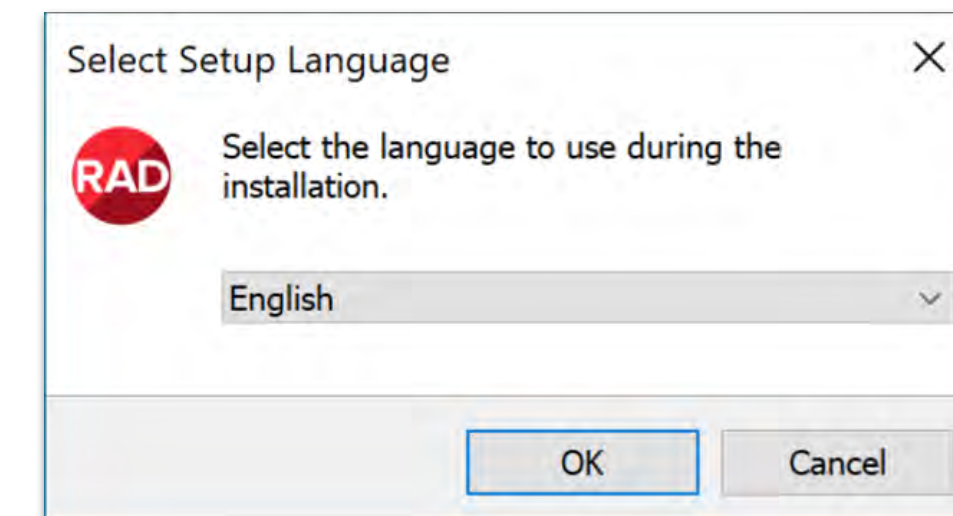 Select Setup Language
RAD
Select the language to use during the
installation.
English
OK
Cancel